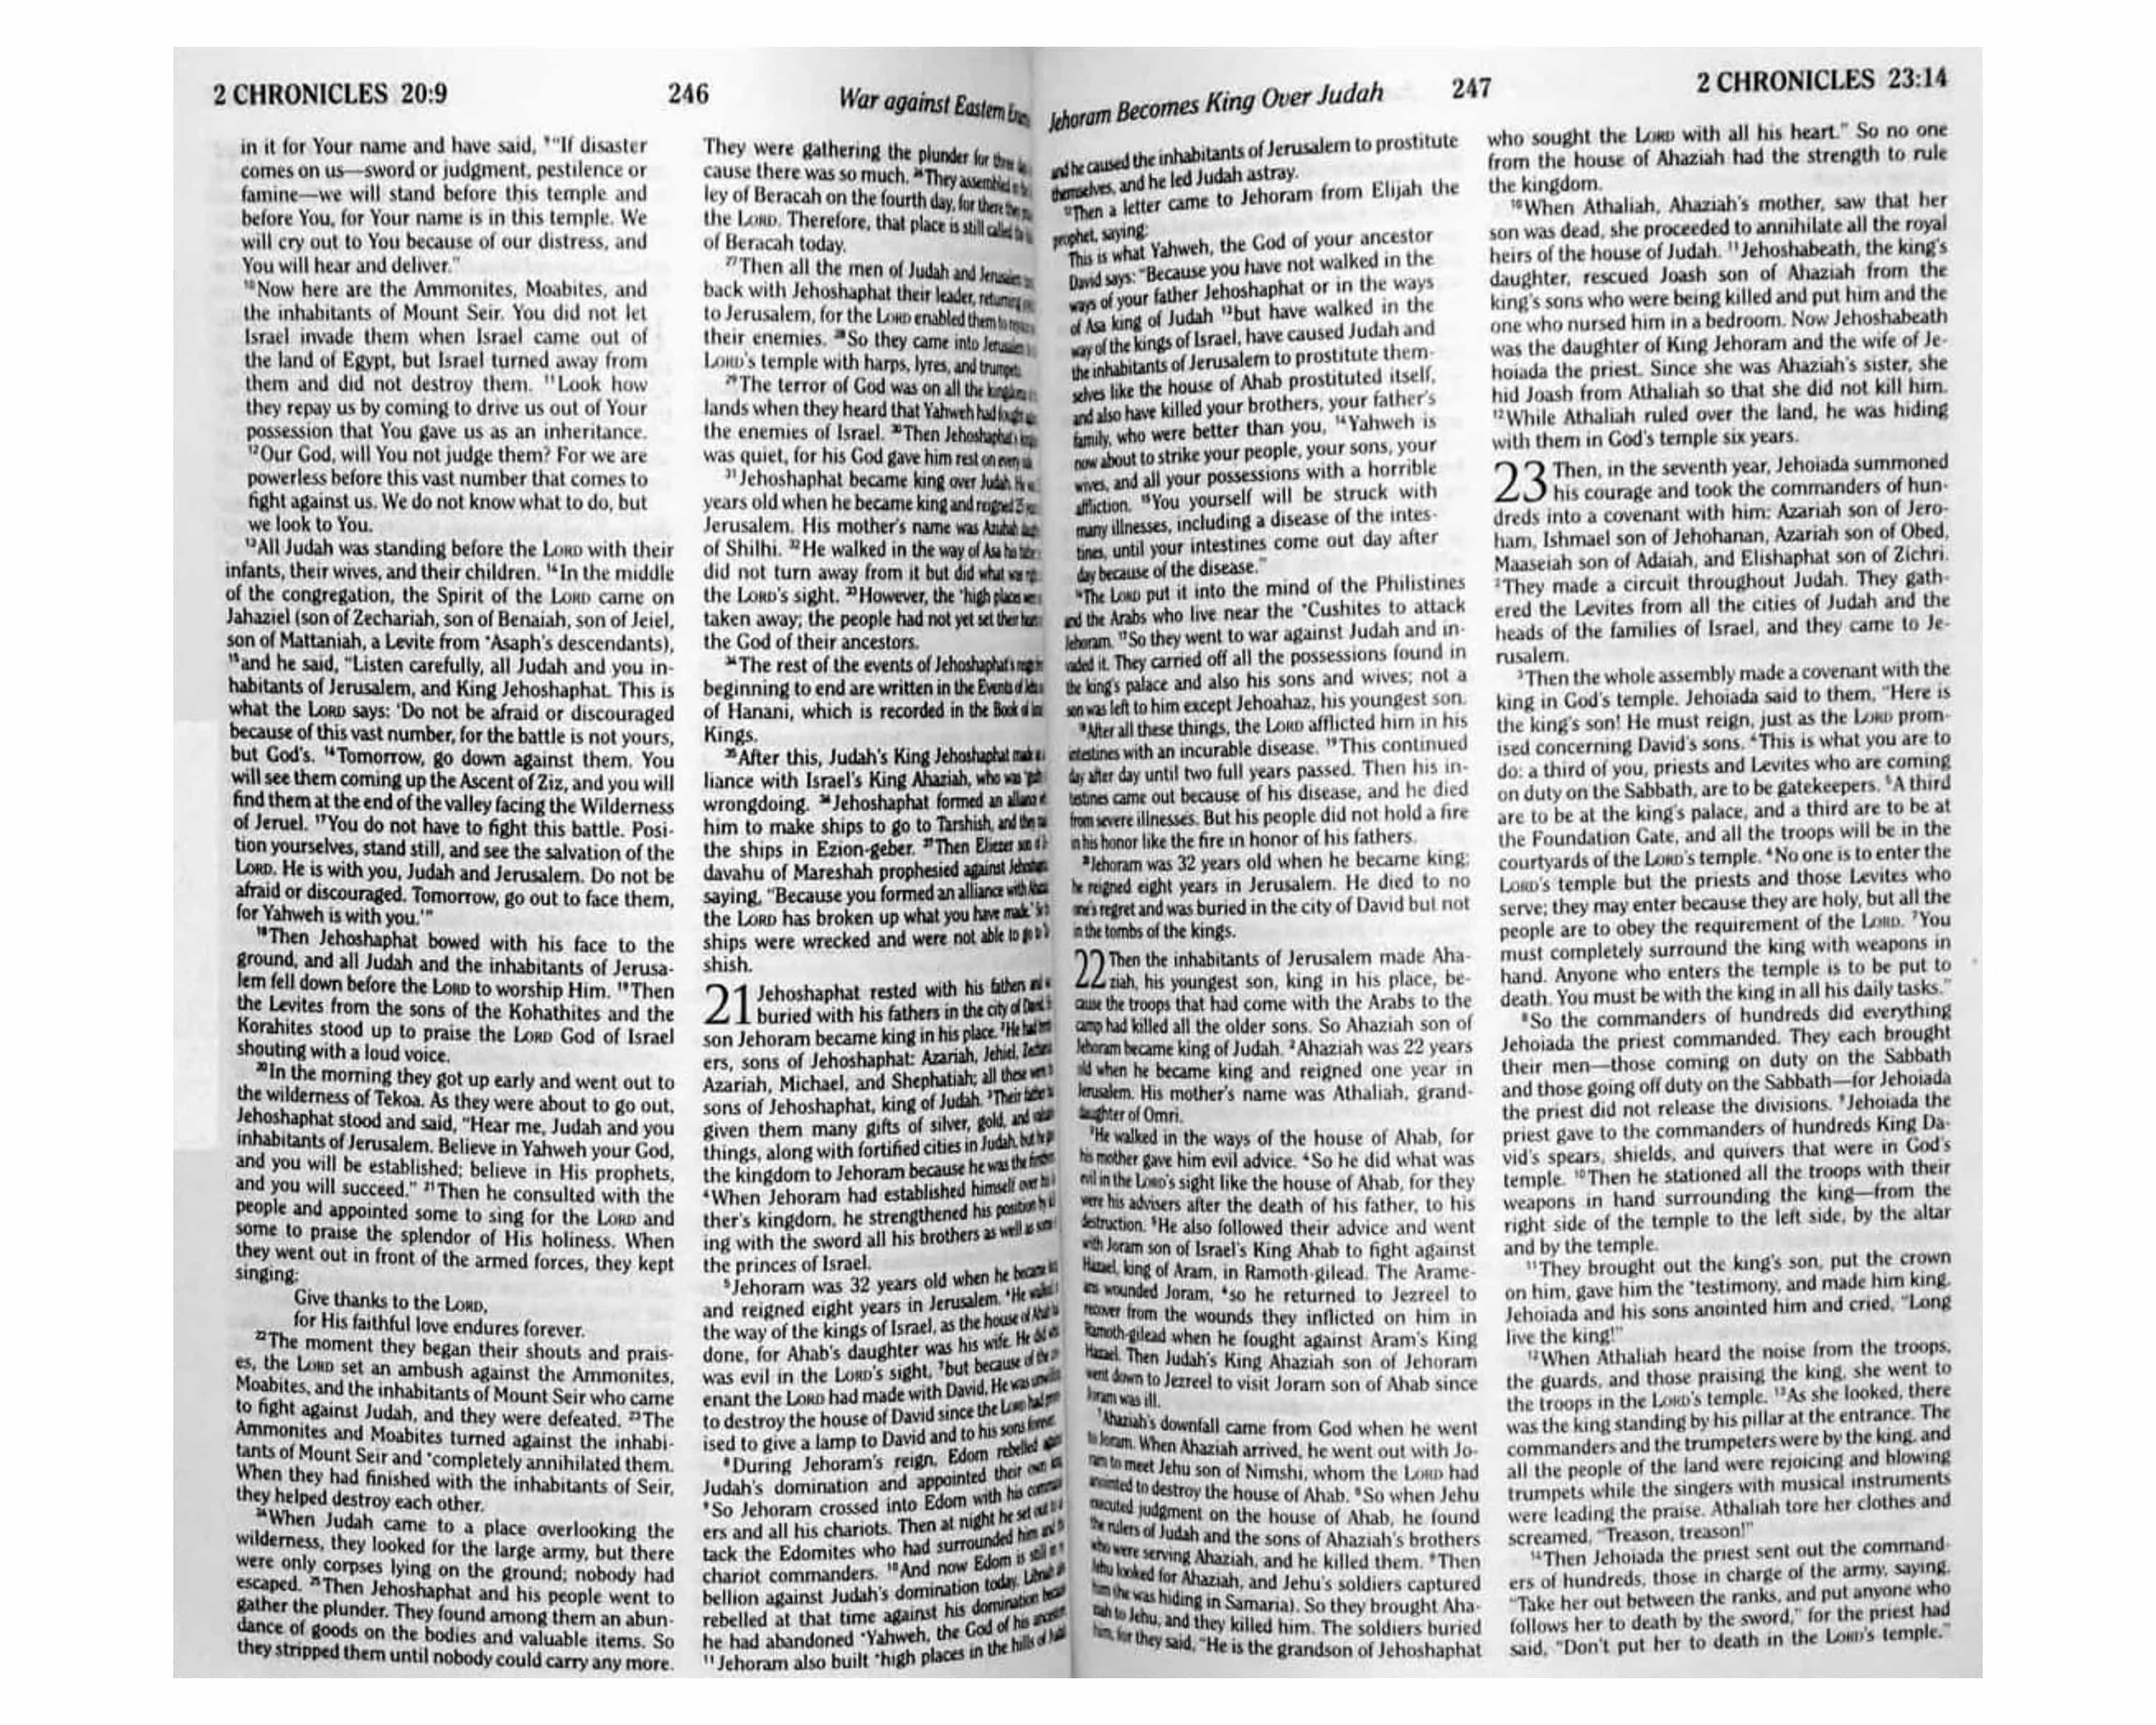 2 CHRONICLES 20:9
246
War against Eastern
in it for Your name and have said, 9"If disaster
comes on us—sword or judgment, pestilence or
famine—we will stand before this temple and
before You, for Your name is in this temple. We
will cry out to You because of our distress, and
You will hear and deliver."
10Now here are the Ammonites, Moabites, and
the inhabitants of Mount Seir. You did not let
Israel invade them when Israel came out of
the land of Egypt, but Israel turned away from
them and did not destroy them. 11Look how
they repay us by coming to drive us out of Your
possession that You gave us as an inheritance.
12Our God, will You not judge them? For we are
powerless before this vast number that comes to
fight against us. We do not know what to do, but
we look to You.
13All Judah was standing before the LORD with their
infants, their wives, and their children. 14In the middle
of the congregation, the Spirit of the LORD came on
Jahaziel (son of Zechariah, son of Benaiah, son of Jeiel,
son of Mattaniah, a Levite from *Asaph's descendants),
15and he said, "Listen carefully, all Judah and you in-
habitants of Jerusalem, and King Jehoshaphat. This is
what the LORD says: 'Do not be afraid or discouraged
because of this vast number, for the battle is not yours,
but God's. 16Tomorrow, go down against them. You
will see them coming up the Ascent of Ziz, and you will
find them at the end of the valley facing the Wilderness
of Jeruel. 17You do not have to fight this battle. Posi-
tion yourselves, stand still, and see the salvation of the
LORD. He is with you, Judah and Jerusalem. Do not be
afraid or discouraged. Tomorrow, go out to face them,
for Yahweh is with you.'"
18Then Jehoshaphat bowed with his face to the
ground, and all Judah and the inhabitants of Jerusa-
lem fell down before the LORD to worship Him. 19Then
the Levites from the sons of the Kohathites and the
Korahites stood up to praise the LORD God of Israel
shouting with a loud voice.
20In the morning they got up early and went out to
the wilderness of Tekoa. As they were about to go out,
Jehoshaphat stood and said, "Hear me, Judah and you
inhabitants of Jerusalem. Believe in Yahweh your God,
and you will be established; believe in His prophets,
and you will succeed." 21Then he consulted with the
people and appointed some to sing for the LORD and
some to praise the splendor of His holiness. When
they went out in front of the armed forces, they kept
singing:
Give thanks to the LORD,
for His faithful love endures forever.
22The moment they began their shouts and prais-
es, the LORD set an ambush against the Ammonites,
Moabites, and the inhabitants of Mount Seir who came
to fight against Judah, and they were defeated. 23The
Ammonites and Moabites turned against the inhabi-
tants of Mount Seir and *completely annihilated them.
When they had finished with the inhabitants of Seir,
they helped destroy each other.
24When Judah came to a place overlooking the
wilderness, they looked for the large army, but there
were only corpses lying on the ground; nobody had
escaped. 25Then Jehoshaphat and his people went to
gather the plunder. They found among them an abun-
dance of goods on the bodies and valuable items. So
they stripped them until nobody could carry any more.
They were gathering the plunder for three
cause there was so much. 26They assembled
ley of Beracah on the fourth day, for there they
the LORD. Therefore, that place is still called
of Beracah today.
27Then all the men of Judah and Jerusalem
back with Jehoshaphat their leader, returning
to Jerusalem, for the LORD enabled them to
their enemies. 28So they came into Jerusalem
LORD's temple with harps, lyres, and trumpets.
29The terror of God was on all the kingdoms
lands when they heard that Yahweh had fought
the enemies of Israel. 30Then Jehoshaphat's
was quiet, for his God gave him rest on every
31Jehoshaphat became king over Judah. He
years old when he became king and reigned 25
Jerusalem. His mother's name was Azubah
of Shilhi. 32He walked in the way of Asa his father;
did not turn away from it but did what was
the LORD's sight. 33However, the *high places were
taken away; the people had not yet set their hearts
the God of their ancestors.
34The rest of the events of Jehoshaphat's reign
beginning to end are written in the Events of
of Hanani, which is recorded in the Book of
Kings.
35After this, Judah's King Jehoshaphat made
liance with Israel's King Ahaziah, who was
wrongdoing. 36Jehoshaphat formed an alliance
him to make ships to go to Tarshish, and they
the ships in Ezion-geber. 37Then Eliezer son of
davahu of Mareshah prophesied against
saying, "Because you formed an alliance with
the LORD has broken up what you have made."
ships were wrecked and were not able to go
shish.
21 Jehoshaphat rested with his fathers and
buried with his fathers in the city of David.
son Jehoram became king in his place. 2He had
ers, sons of Jehoshaphat: Azariah, Jehiel,
Azariah, Michael, and Shephatiah; all these were
sons of Jehoshaphat, king of Judah. 3Their father
given them many gifts of silver, gold, and
things, along with fortified cities in Judah, but he
the kingdom to Jehoram because he was the
4When Jehoram had established himself over
ther's kingdom, he strengthened his position
ing with the sword all his brothers as well as some
the princes of Israel.
5Jehoram was 32 years old when he became
and reigned eight years in Jerusalem. 6He walked
the way of the kings of Israel, as the house of Ahab
done, for Ahab's daughter was his wife. He did
was evil in the LORD's sight, 7but because of the
enant the LORD had made with David, He was
to destroy the house of David since the LORD had
ised to give a lamp to David and to his sons forever.
8During Jehoram's reign, Edom rebelled
Judah's domination and appointed their own
9So Jehoram crossed into Edom with his
ers and all his chariots. Then at night he set out to
tack the Edomites who had surrounded him and
chariot commanders. 10And now Edom is still in
bellion against Judah's domination today. Libnah
rebelled at that time against his domination because
he had abandoned *Yahweh, the God of his ancestors.
11Jehoram also built *high places in the hills of
Jehoram Becomes King Over Judah
247
2 CHRONICLES 23:14
and he caused the inhabitants of Jerusalem to prostitute
themselves, and he led Judah astray.
12Then a letter came to Jehoram from Elijah the
prophet, saying:
This is what Yahweh, the God of your ancestor
David says: "Because you have not walked in the
ways of your father Jehoshaphat or in the ways
of Asa king of Judah 13but have walked in the
way of the kings of Israel, have caused Judah and
the inhabitants of Jerusalem to prostitute them-
selves like the house of Ahab prostituted itself,
and also have killed your brothers, your father's
family, who were better than you, 14Yahweh is
now about to strike your people, your sons, your
wives, and all your possessions with a horrible
affliction. 15You yourself will be struck with
many illnesses, including a disease of the intes-
tines, until your intestines come out day after
day because of the disease."
16The LORD put it into the mind of the Philistines
and the Arabs who live near the *Cushites to attack
Jehoram. 17So they went to war against Judah and in-
vaded it. They carried off all the possessions found in
the king's palace and also his sons and wives; not a
son was left to him except Jehoahaz, his youngest son.
18After all these things, the LORD afflicted him in his
intestines with an incurable disease. 19This continued
day after day until two full years passed. Then his in-
testines came out because of his disease, and he died
from severe illnesses. But his people did not hold a fire
in his honor like the fire in honor of his fathers.
20Jehoram was 32 years old when he became king;
he reigned eight years in Jerusalem. He died to no
one's regret and was buried in the city of David but not
in the tombs of the kings.
22 Then the inhabitants of Jerusalem made Aha-
ziah, his youngest son, king in his place, be-
cause the troops that had come with the Arabs to the
camp had killed all the older sons. So Ahaziah son of
Jehoram became king of Judah. 2Ahaziah was 22 years
old when he became king and reigned one year in
Jerusalem. His mother's name was Athaliah, grand-
daughter of Omri.
3He walked in the ways of the house of Ahab, for
his mother gave him evil advice. 4So he did what was
evil in the LORD's sight like the house of Ahab, for they
were his advisers after the death of his father, to his
destruction. 5He also followed their advice and went
with Joram son of Israel's King Ahab to fight against
Hazael, king of Aram, in Ramoth-gilead. The Arame-
ans wounded Joram, 6so he returned to Jezreel to
recover from the wounds they inflicted on him in
Ramoth-gilead when he fought against Aram's King
Hazael. Then Judah's King Ahaziah son of Jehoram
went down to Jezreel to visit Joram son of Ahab since
Joram was ill.
7Ahaziah's downfall came from God when he went
to Joram. When Ahaziah arrived, he went out with Jo-
ram to meet Jehu son of Nimshi, whom the LORD had
anointed to destroy the house of Ahab. 8So when Jehu
executed judgment on the house of Ahab, he found
the rulers of Judah and the sons of Ahaziah's brothers
who were serving Ahaziah, and he killed them. 9Then
Jehu looked for Ahaziah, and Jehu's soldiers captured
him (he was hiding in Samaria). So they brought Aha-
ziah to Jehu, and they killed him. The soldiers buried
him, for they said, "He is the grandson of Jehoshaphat
who sought the LORD with all his heart." So no one
from the house of Ahaziah had the strength to rule
the kingdom.
10When Athaliah, Ahaziah's mother, saw that her
son was dead, she proceeded to annihilate all the royal
heirs of the house of Judah. 11Jehoshabeath, the king's
daughter, rescued Joash son of Ahaziah from the
king's sons who were being killed and put him and the
one who nursed him in a bedroom. Now Jehoshabeath
was the daughter of King Jehoram and the wife of Je-
hoiada the priest. Since she was Ahaziah's sister, she
hid Joash from Athaliah so that she did not kill him.
12While Athaliah ruled over the land, he was hiding
with them in God's temple six years.
23 Then, in the seventh year, Jehoiada summoned
his courage and took the commanders of hun-
dreds into a covenant with him: Azariah son of Jero-
ham, Ishmael son of Jehohanan, Azariah son of Obed,
Maaseiah son of Adaiah, and Elishaphat son of Zichri.
2They made a circuit throughout Judah. They gath-
ered the Levites from all the cities of Judah and the
heads of the families of Israel, and they came to Je-
rusalem.
3Then the whole assembly made a covenant with the
king in God's temple. Jehoiada said to them, "Here is
the king's son! He must reign, just as the LORD prom-
ised concerning David's sons. 4This is what you are to
do: a third of you, priests and Levites who are coming
on duty on the Sabbath, are to be gatekeepers. 5A third
are to be at the king's palace, and a third are to be at
the Foundation Gate, and all the troops will be in the
courtyards of the LORD's temple. 6No one is to enter the
LORD's temple but the priests and those Levites who
serve; they may enter because they are holy, but all the
people are to obey the requirement of the LORD. 7You
must completely surround the king with weapons in
hand. Anyone who enters the temple is to be put to
death. You must be with the king in all his daily tasks."
8So the commanders of hundreds did everything
Jehoiada the priest commanded. They each brought
their men—those coming on duty on the Sabbath
and those going off duty on the Sabbath—for Jehoiada
the priest did not release the divisions. 9Jehoiada the
priest gave to the commanders of hundreds King Da-
vid's spears, shields, and quivers that were in God's
temple. 10Then he stationed all the troops with their
weapons in hand surrounding the king—from the
right side of the temple to the left side, by the altar
and by the temple.
11They brought out the king's son, put the crown
on him, gave him the *testimony, and made him king.
Jehoiada and his sons anointed him and cried, "Long
live the king!"
12When Athaliah heard the noise from the troops,
the guards, and those praising the king, she went to
the troops in the LORD's temple. 13As she looked, there
was the king standing by his pillar at the entrance. The
commanders and the trumpeters were by the king, and
all the people of the land were rejoicing and blowing
trumpets while the singers with musical instruments
were leading the praise. Athaliah tore her clothes and
screamed, "Treason, treason!"
14Then Jehoiada the priest sent out the command-
ers of hundreds, those in charge of the army, saying,
"Take her out between the ranks, and put anyone who
follows her to death by the sword," for the priest had
said, "Don't put her to death in the LORD's temple."